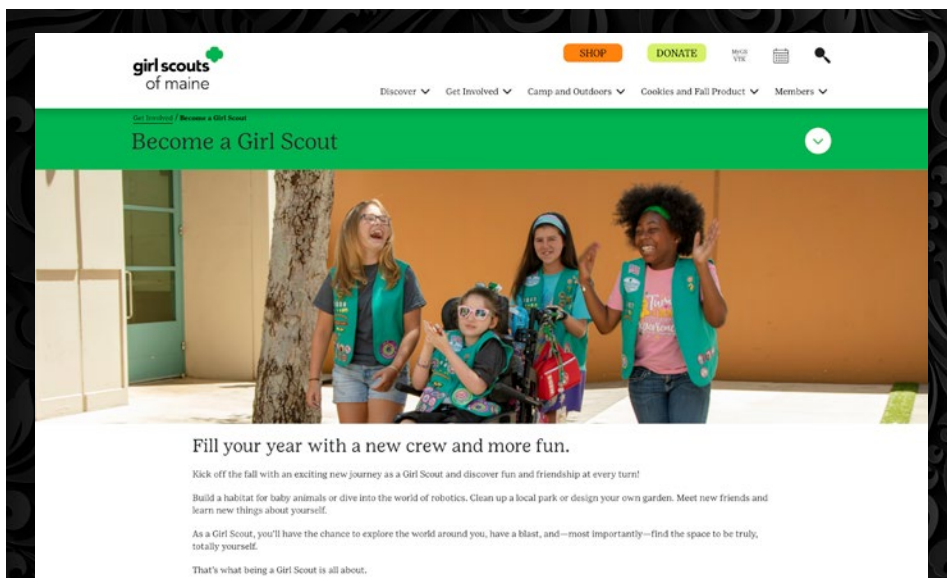 girl scouts
of maine
SHOP
DONATE
MyGS
VTK
Discover
Get Involved
Camp and Outdoors
Cookies and Fall Product
Members
Get Involved / Become a Girl Scout
Become a Girl Scout
Fill your year with a new crew and more fun.
Kick off the fall with an exciting new journey as a Girl Scout and discover fun and friendship at every turn!
Build a habitat for baby animals or dive into the world of robotics. Clean up a local park or design your own garden. Meet new friends and
learn new things about yourself.
As a Girl Scout, you'll have the chance to explore the world around you, have a blast, and—most importantly—find the space to be truly,
totally yourself.
That's what being a Girl Scout is all about.